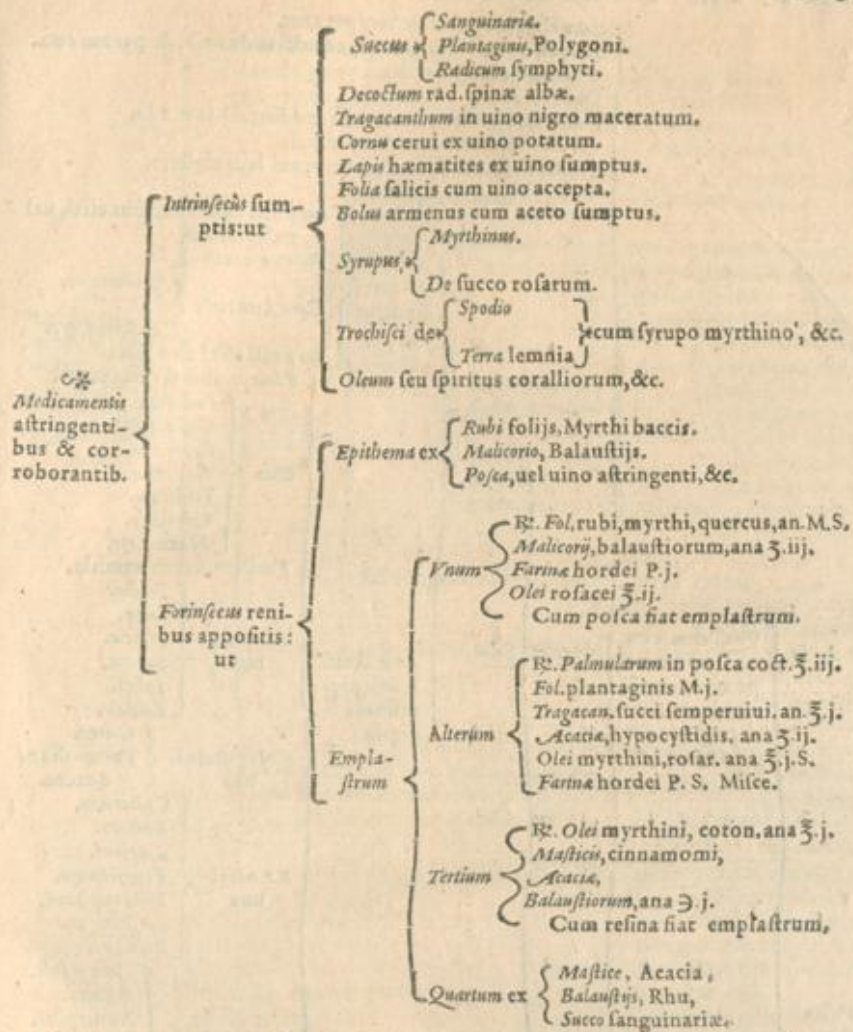 Sanguinariæ.
Succus
Plantaginis, Polygoni.
Radicum ſymphyti.
Decoctum rad. ſpinæ albæ.
Tragacanthum in uino nigro maceratum.
Cornu cerui ex uino potatum.
Lapis hæmatites ex uino ſumptus.
Folia ſalicis cum uino accepta.
Bolus armenus cum aceto ſumptus.
Intrinſecùs ſum-
ptis: ut
Myrthinus.
Syrupus,
De ſucco roſarum.
Spodio
Trochiſci de
cum ſyrupo myrthino, &c.
Terra lemnia
Oleum ſeu ſpiritus coralliorum, &c.
Medicamentis
aſtringenti-
bus & cor-
roborantib.
Rubi folijs, Myrthi baccis.
Epithema ex
Malicorio, Balauſtijs.
Poſca, uel uino aſtringenti, &c.
℞. Fol. rubi, myrthi, quercus, an. M.S.
Malicorij, balauſtiorum, ana ʒ.iij.
Vnum
Farinæ hordei P.j.
Olei roſacei ℥.ij.
Cum poſca fiat emplaſtrum.
Forinſecus reni-
bus appoſitis:
ut
℞. Palmularum in poſca coct. ℥.iij.
Fol. plantaginis M.j.
Tragacan. ſucci ſemperuiui. an. ℥.j.
Alterum
Acaciæ, hypocyſtidis. ana ʒ.ij.
Olei myrthini, roſar. ana ℥.j.S.
Farinæ hordei P. S. Miſce.
Empla-
ſtrum
℞. Olei myrthini, coton. ana ℥.j.
Maſticis, cinnamomi,
Tertium
Acaciæ,
Balauſtiorum, ana ℈.j.
Cum reſina fiat emplaſtrum,
Maſtice, Acacia,
Quartum ex
Balauſtijs, Rhu,
Succo ſanguinariæ.